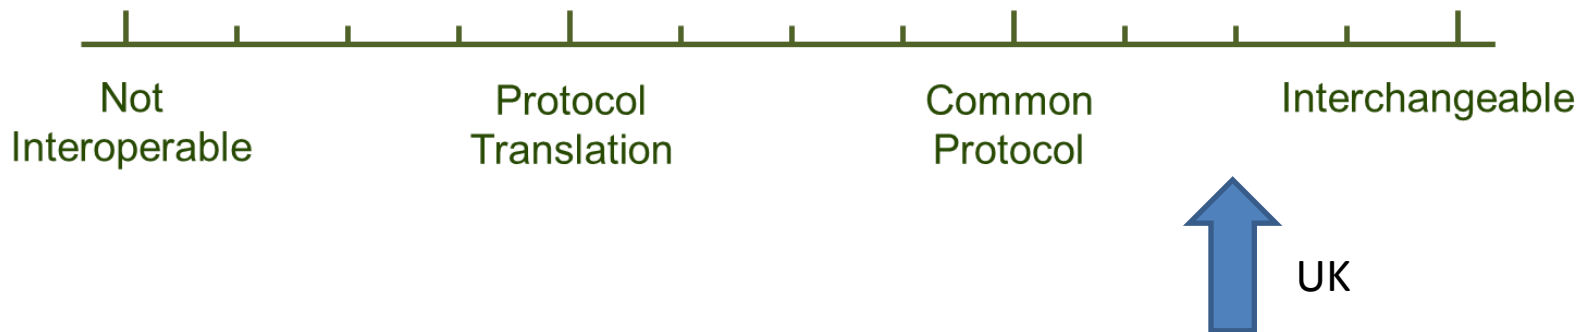 Not
Interoperable
Protocol
Translation
Common
Protocol
Interchangeable
UK